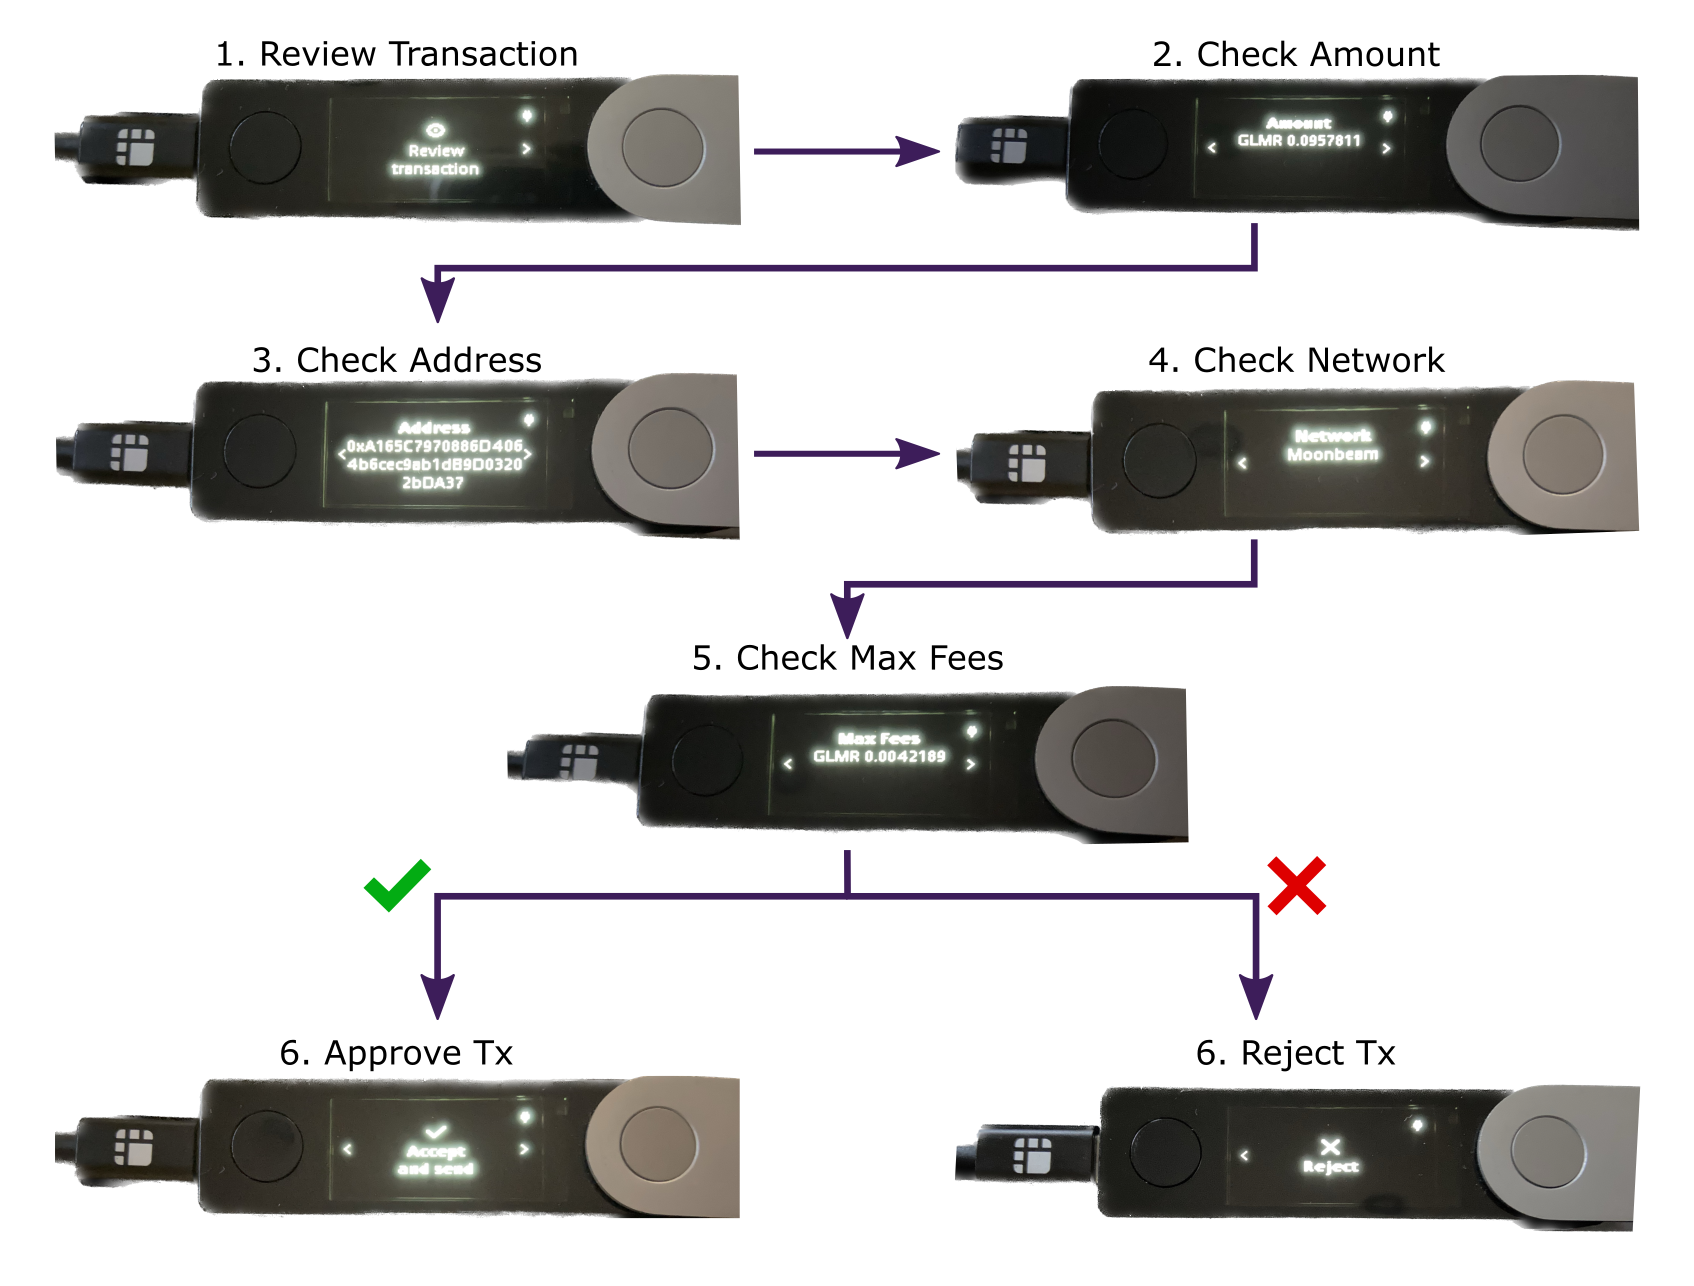 1. Review Transaction
Review
transaction
2. Check Amount
Amount
GLMR 0.0957811
3. Check Address
Address
0xA165C7970886D406
4b6cec9ab1dB9D0320
2bDA37
4. Check Network
Network
Moonbeam
5. Check Max Fees
Max Fees
GLMR 0.0042189
6. Approve Tx
Accept
and send
6. Reject Tx
Reject